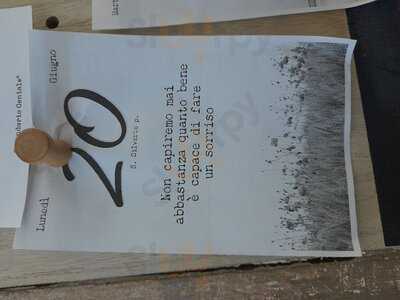 Lunedì
20
Giugno
S. Silverio p.
Non capiremo mai
abbastanza quanto bene
è capace di fare
un sorriso